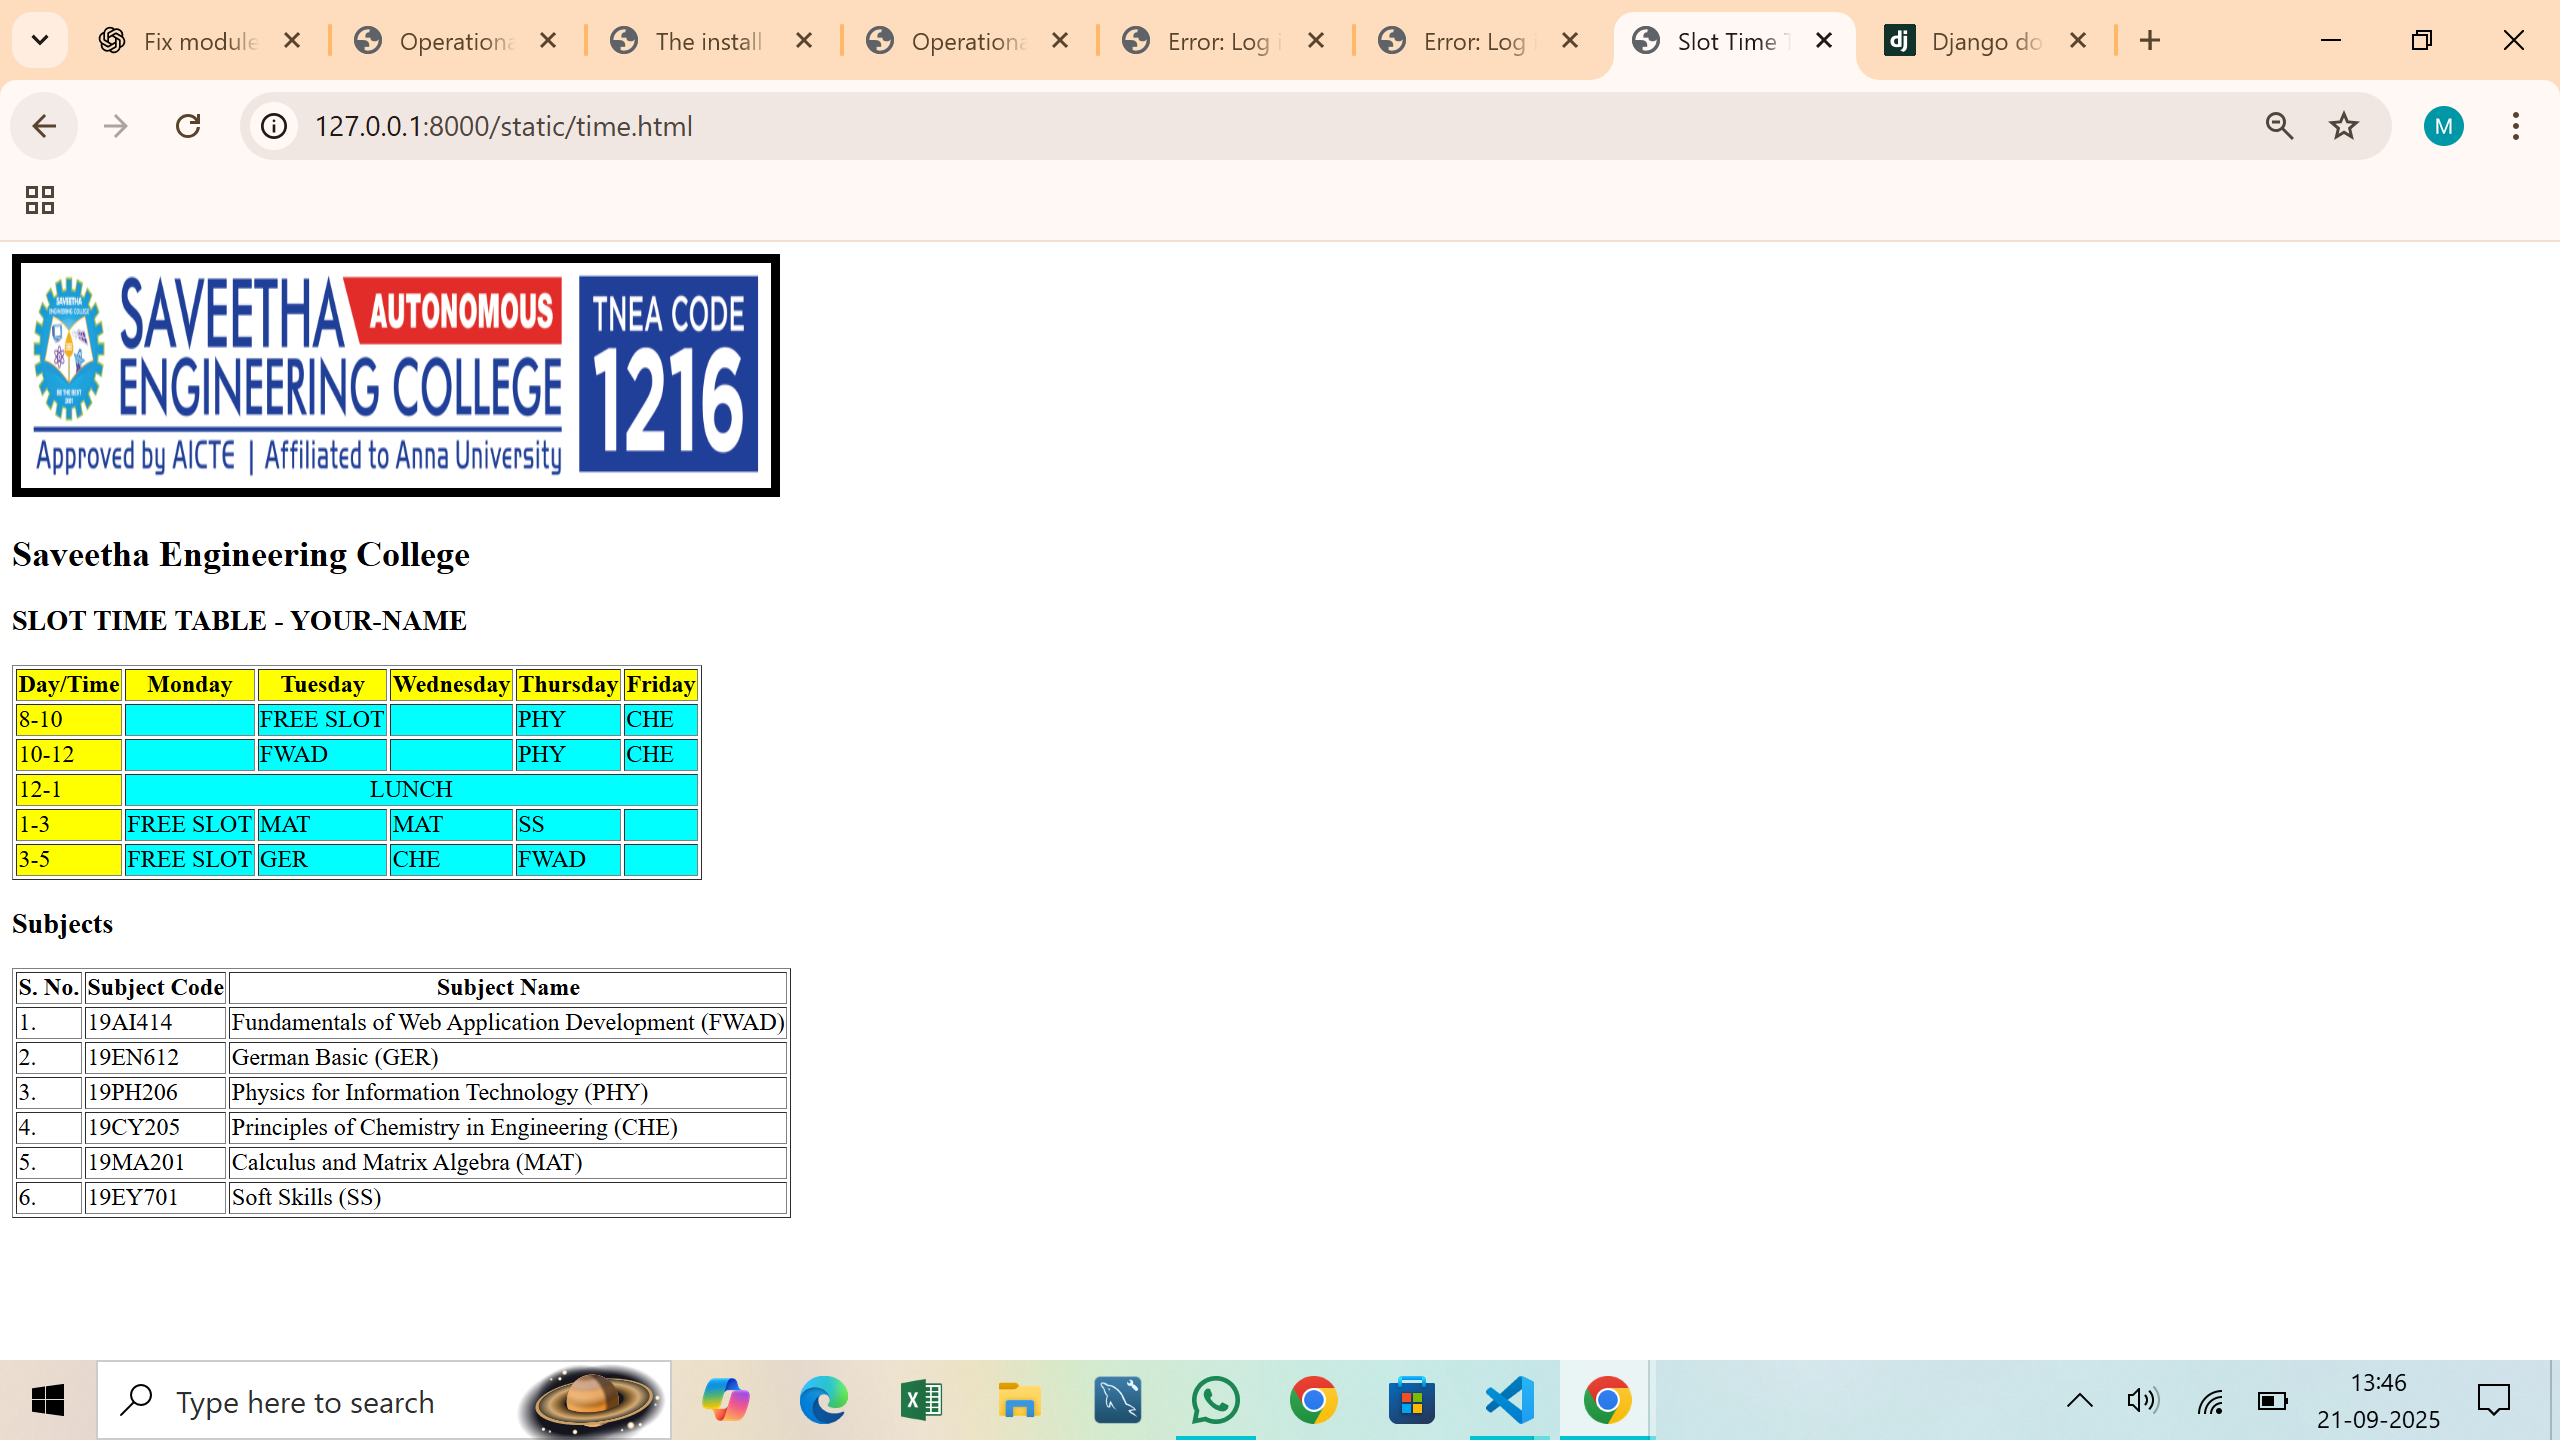 Fix module
Operationa
The install
Operationa
Error: Log i
Error: Log i
Slot Time T
dj
Django do
127.0.0.1:8000/static/time.html
M
SAVEETHA
ENGINEERING COLLEGE
AUTONOMOUS
Approved by AICTE | Affiliated to Anna University
TNEA CODE
1216
SAVEETHA
ENGINEERING COLLEGE
BE THE BEST
Saveetha Engineering College
SLOT TIME TABLE - YOUR-NAME
Day/Time Monday Tuesday Wednesday Thursday Friday
8-10 FREE SLOT PHY CHE
10-12 FWAD PHY CHE
12-1 LUNCH
1-3 FREE SLOT MAT MAT SS
3-5 FREE SLOT GER CHE FWAD
Subjects
S. No. Subject Code Subject Name
1. 19AI414 Fundamentals of Web Application Development (FWAD)
2. 19EN612 German Basic (GER)
3. 19PH206 Physics for Information Technology (PHY)
4. 19CY205 Principles of Chemistry in Engineering (CHE)
5. 19MA201 Calculus and Matrix Algebra (MAT)
6. 19EY701 Soft Skills (SS)
Type here to search
13:46
21-09-2025